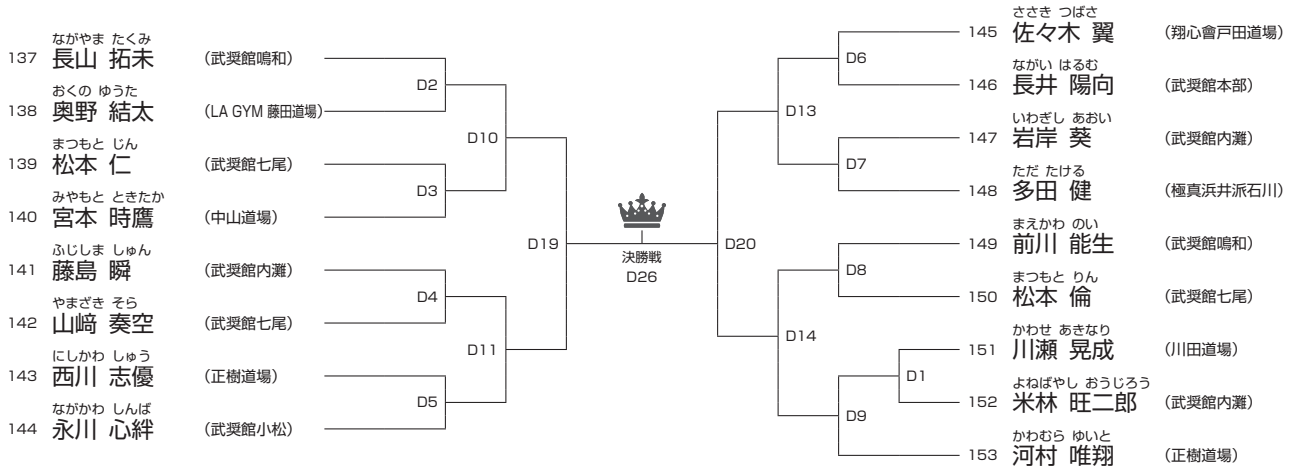 ながやま たくみ
137 長山 拓未 (武奨館鳴和)
おくの ゆうた
138 奥野 結太 (LA GYM 藤田道場)
まつもと じん
139 松本 仁 (武奨館七尾)
みやもと ときたか
140 宮本 時鷹 (中山道場)
ふじしま しゅん
141 藤島 瞬 (武奨館内灘)
やまざき そら
142 山﨑 奏空 (武奨館七尾)
にしかわ しゅう
143 西川 志優 (正樹道場)
ながかわ しんば
144 永川 心絆 (武奨館小松)
D2
D3
D4
D5
D10
D11
D19
決勝戦
D26
D20
D13
D14
D6
D7
D8
D9
D1
ささき つばさ
145 佐々木 翼 (翔心會戸田道場)
ながい はるむ
146 長井 陽向 (武奨館本部)
いわぎし あおい
147 岩岸 葵 (武奨館内灘)
ただ たける
148 多田 健 (極真浜井派石川)
まえかわ のい
149 前川 能生 (武奨館鳴和)
まつもと りん
150 松本 倫 (武奨館七尾)
かわせ あきなり
151 川瀬 晃成 (川田道場)
よねばやし おうじろう
152 米林 旺二郎 (武奨館内灘)
かわむら ゆいと
153 河村 唯翔 (正樹道場)